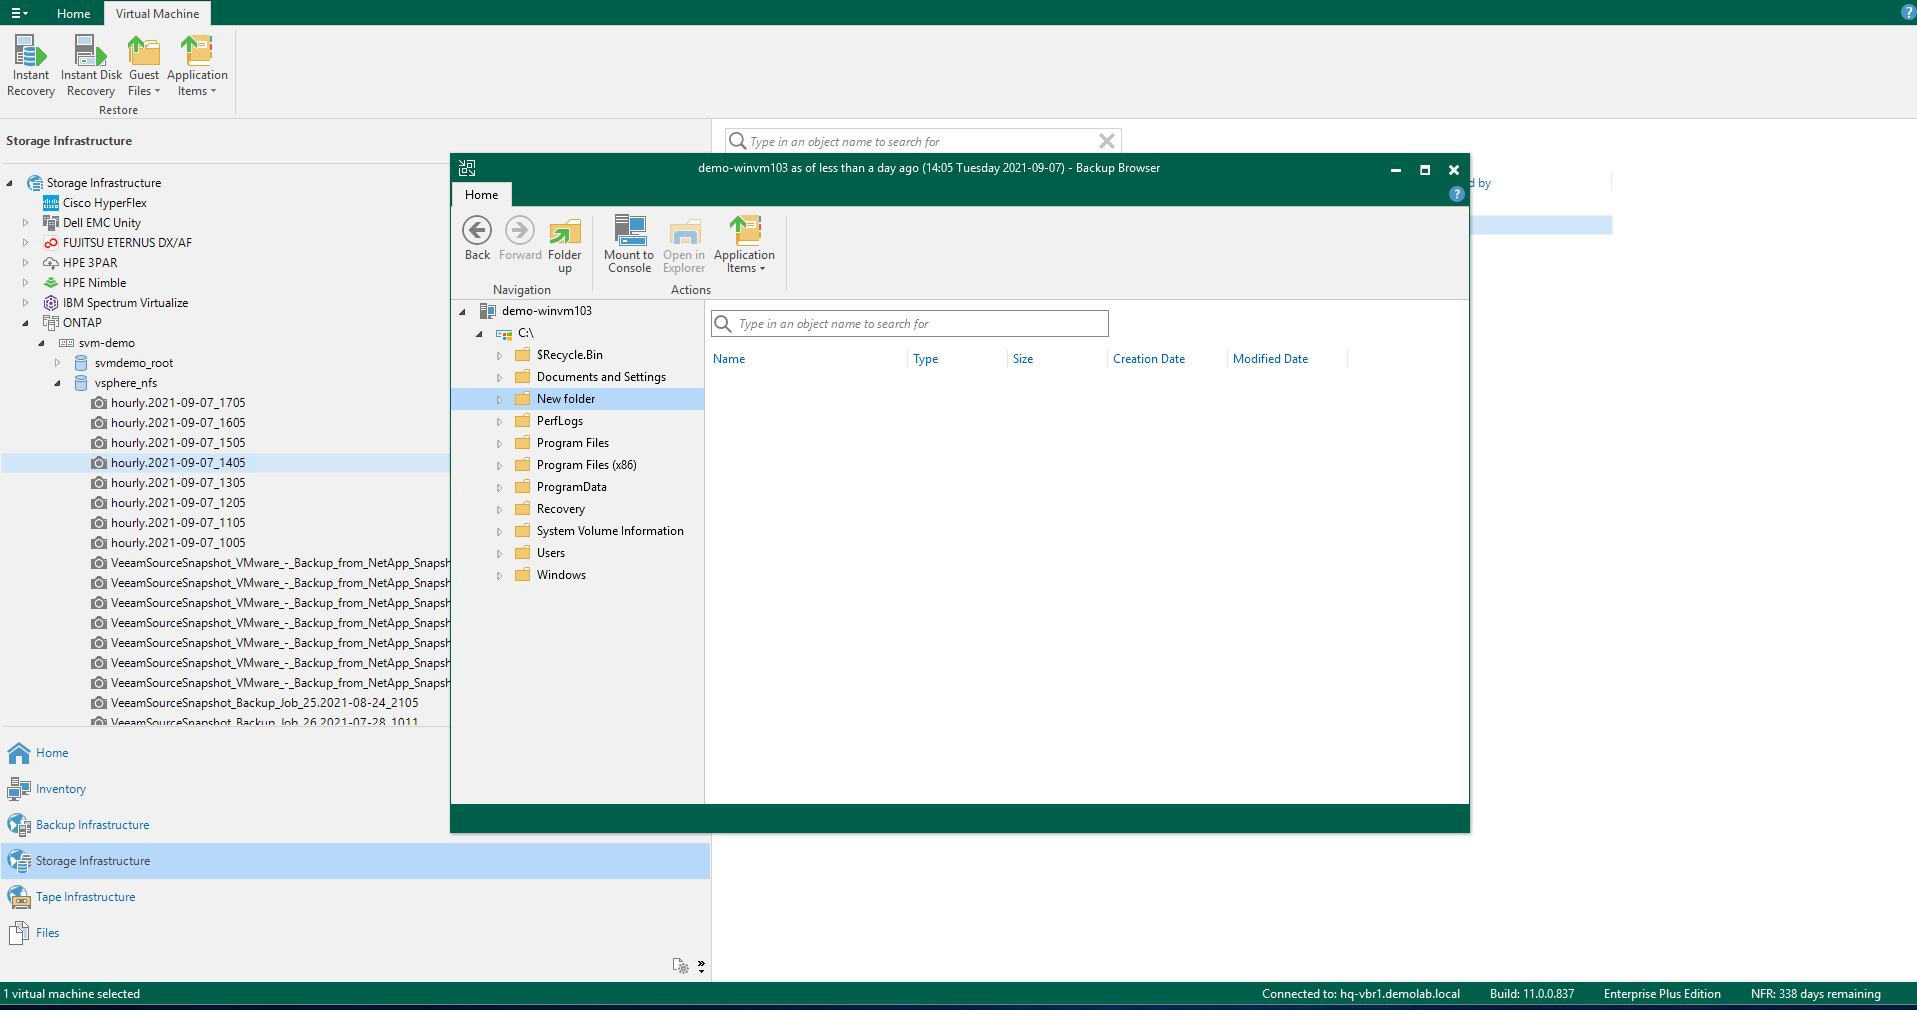 Home Virtual Machine
Instant Recovery
Instant Disk Recovery
Guest Files
Application Items
Restore
Storage Infrastructure
Type in an object name to search for
d by
Storage Infrastructure
Cisco HyperFlex
Dell EMC Unity
FUJITSU ETERNUS DX/AF
HPE 3PAR
HPE Nimble
IBM Spectrum Virtualize
ONTAP
svm-demo
svmdemo_root
vsphere_nfs
hourly.2021-09-07_1705
hourly.2021-09-07_1605
hourly.2021-09-07_1505
hourly.2021-09-07_1405
hourly.2021-09-07_1305
hourly.2021-09-07_1205
hourly.2021-09-07_1105
hourly.2021-09-07_1005
VeeamSourceSnapshot_VMware_-_Backup_from_NetApp_Snapsh
VeeamSourceSnapshot_VMware_-_Backup_from_NetApp_Snapsh
VeeamSourceSnapshot_VMware_-_Backup_from_NetApp_Snapsh
VeeamSourceSnapshot_VMware_-_Backup_from_NetApp_Snapsh
VeeamSourceSnapshot_VMware_-_Backup_from_NetApp_Snapsh
VeeamSourceSnapshot_VMware_-_Backup_from_NetApp_Snapsh
VeeamSourceSnapshot_VMware_-_Backup_from_NetApp_Snapsh
VeeamSourceSnapshot_Backup_Job_25.2021-08-24_2105
VeeamSourceSnapshot_Backup_Job_26.2021-07-28_1011
Home
Inventory
Backup Infrastructure
Storage Infrastructure
Tape Infrastructure
Files
demo-winvm103 as of less than a day ago (14:05 Tuesday 2021-09-07) - Backup Browser
Home
Back
Forward
Folder up
Mount to Console
Open in Explorer
Application Items
Navigation
Actions
demo-winvm103
C:\
$Recycle.Bin
Documents and Settings
New folder
PerfLogs
Program Files
Program Files (x86)
ProgramData
Recovery
System Volume Information
Users
Windows
Type in an object name to search for
Name Type Size Creation Date Modified Date
1 virtual machine selected
Connected to: hq-vbr1.demolab.local Build: 11.0.0.837 Enterprise Plus Edition NFR: 338 days remaining